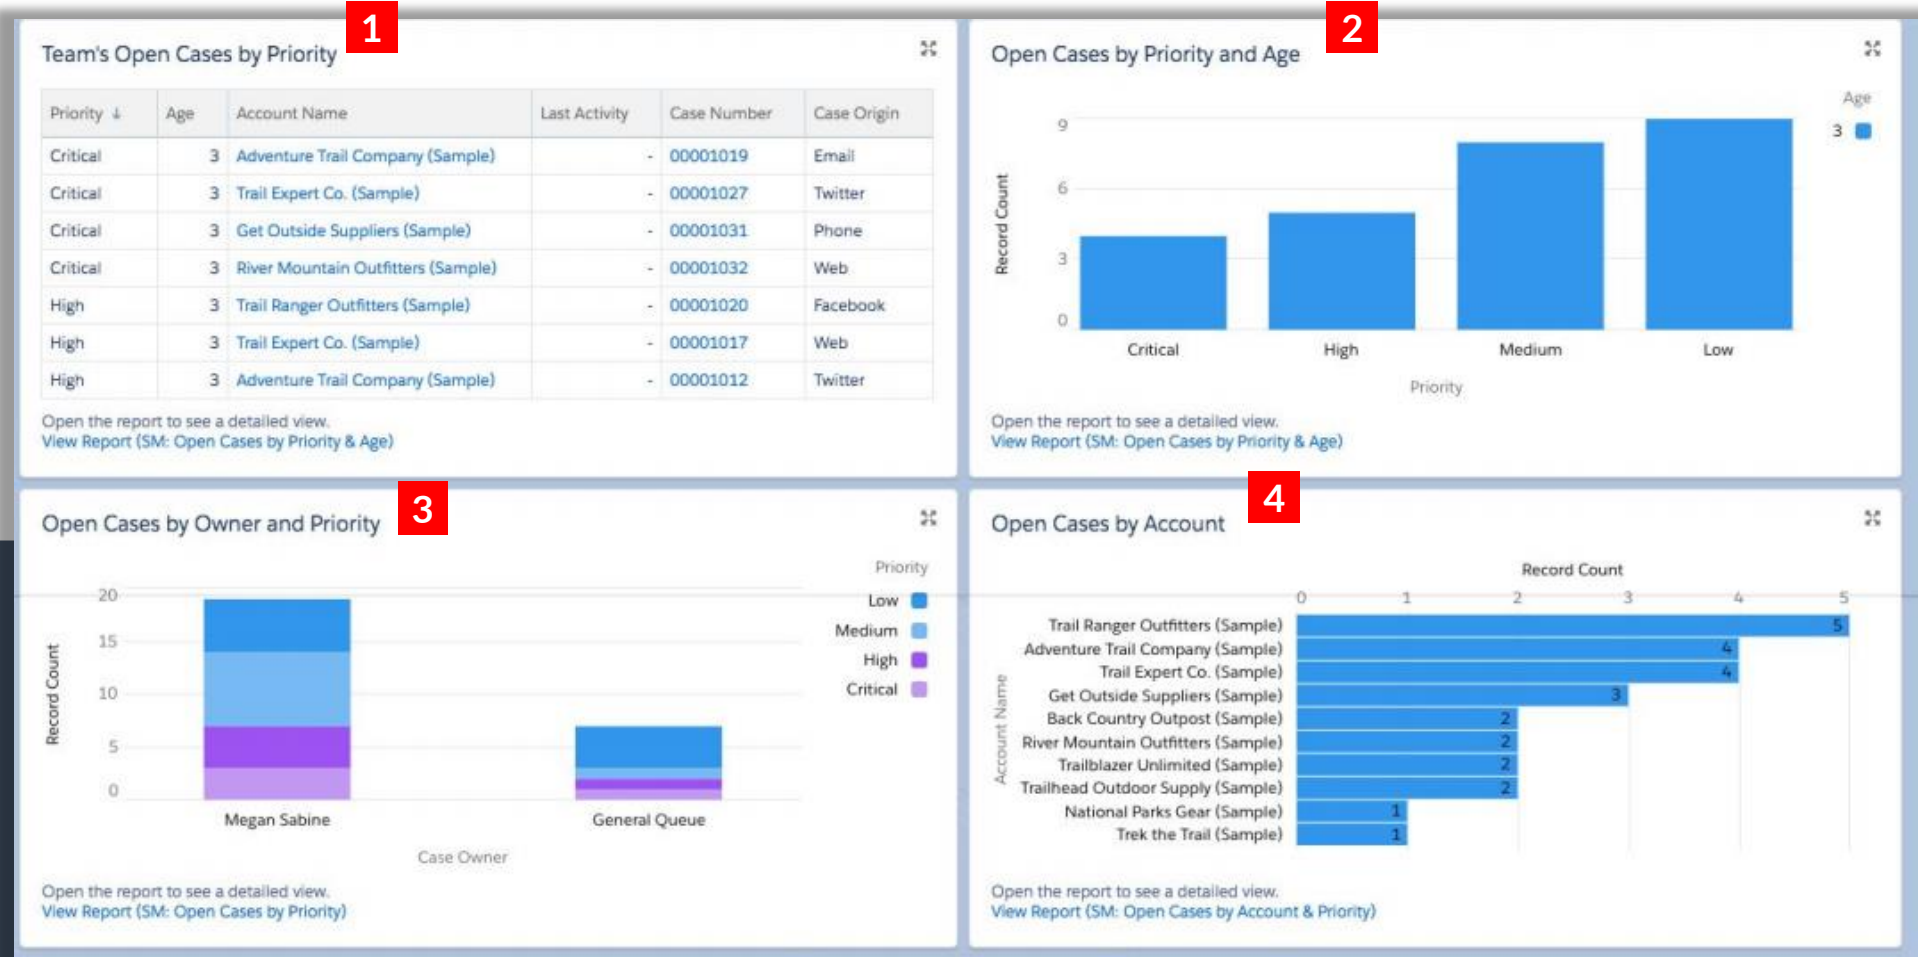 1
Team's Open Cases by Priority
Priority ↓ Age Account Name Last Activity Case Number Case Origin
Critical 3 Adventure Trail Company (Sample) - 00001019 Email
Critical 3 Trail Expert Co. (Sample) - 00001027 Twitter
Critical 3 Get Outside Suppliers (Sample) - 00001031 Phone
Critical 3 River Mountain Outfitters (Sample) - 00001032 Web
High 3 Trail Ranger Outfitters (Sample) - 00001020 Facebook
High 3 Trail Expert Co. (Sample) - 00001017 Web
High 3 Adventure Trail Company (Sample) - 00001012 Twitter
Open the report to see a detailed view.
View Report (SM: Open Cases by Priority & Age)
2
Open Cases by Priority and Age
Age
3
Record Count
9
6
3
0
Critical High Medium Low
Priority
Open the report to see a detailed view.
View Report (SM: Open Cases by Priority & Age)
3
Open Cases by Owner and Priority
Priority
Low
Medium
High
Critical
Record Count
20
15
10
5
0
Megan Sabine General Queue
Case Owner
Open the report to see a detailed view.
View Report (SM: Open Cases by Priority)
4
Open Cases by Account
Record Count
0 1 2 3 4 5
Account Name
Trail Ranger Outfitters (Sample) 5
Adventure Trail Company (Sample) 4
Trail Expert Co. (Sample) 4
Get Outside Suppliers (Sample) 3
Back Country Outpost (Sample) 2
River Mountain Outfitters (Sample) 2
Trailblazer Unlimited (Sample) 2
Trailhead Outdoor Supply (Sample) 2
National Parks Gear (Sample) 1
Trek the Trail (Sample) 1
Open the report to see a detailed view.
View Report (SM: Open Cases by Account & Priority)